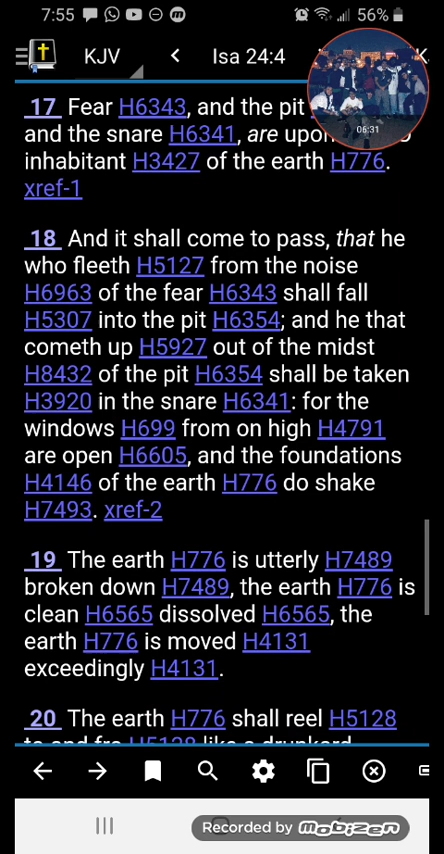 7:55 56%
KJV < Isa 24:4 K
06:31
17 Fear H6343, and the pit
and the snare H6341, are upon
inhabitant H3427 of the earth H776.
xref-1
18 And it shall come to pass, that he
who fleeth H5127 from the noise
H6963 of the fear H6343 shall fall
H5307 into the pit H6354; and he that
cometh up H5927 out of the midst
H8432 of the pit H6354 shall be taken
H3920 in the snare H6341: for the
windows H699 from on high H4791
are open H6605, and the foundations
H4146 of the earth H776 do shake
H7493. xref-2
19 The earth H776 is utterly H7489
broken down H7489, the earth H776 is
clean H6565 dissolved H6565, the
earth H776 is moved H4131
exceedingly H4131.
20 The earth H776 shall reel H5128
to and fro H5128 like a drunkard
Recorded by mobizen